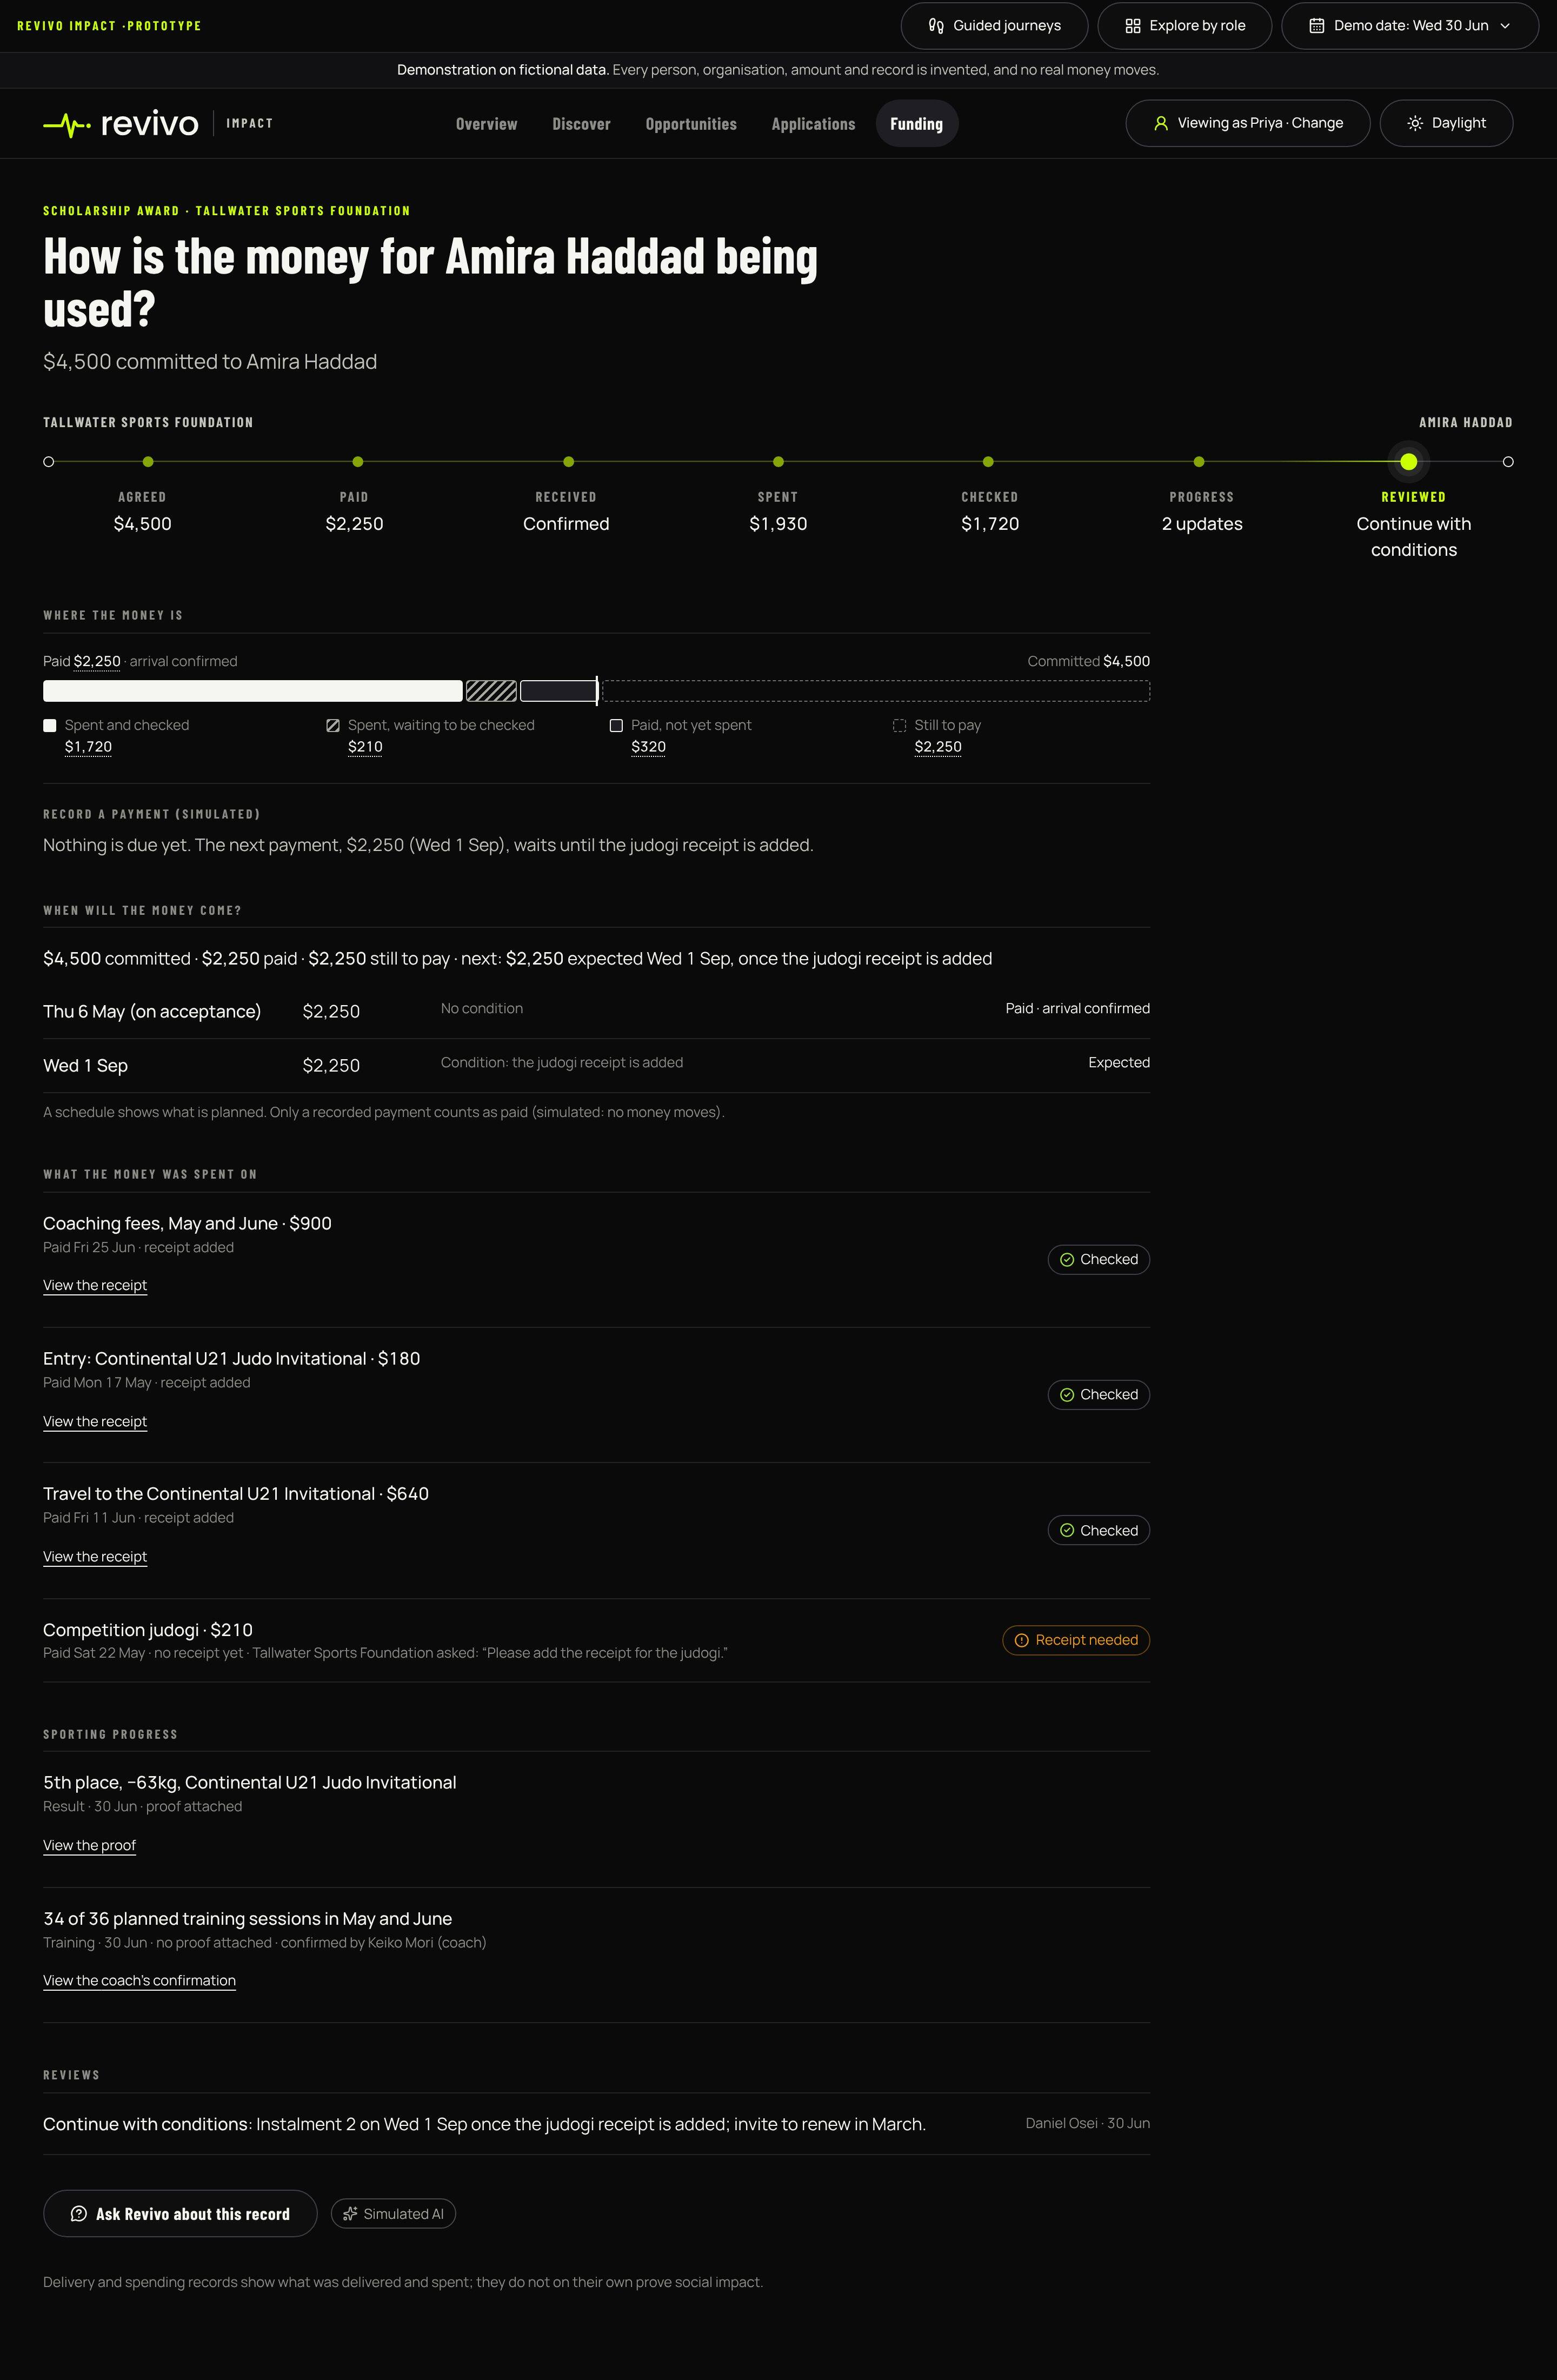 REVIVO IMPACT ·PROTOTYPE
Guided journeys
Explore by role
Demo date: Wed 30 Jun
Demonstration on fictional data. Every person, organisation, amount and record is invented, and no real money moves.
revivo
IMPACT
Overview
Discover
Opportunities
Applications
Funding
Viewing as Priya · Change
Daylight
SCHOLARSHIP AWARD · TALLWATER SPORTS FOUNDATION
How is the money for Amira Haddad being
used?
$4,500 committed to Amira Haddad
TALLWATER SPORTS FOUNDATION
AMIRA HADDAD
AGREED
$4,500
PAID
$2,250
RECEIVED
Confirmed
SPENT
$1,930
CHECKED
$1,720
PROGRESS
2 updates
REVIEWED
Continue with
conditions
WHERE THE MONEY IS
Paid $2,250 · arrival confirmed
Committed $4,500
Spent and checked
$1,720
Spent, waiting to be checked
$210
Paid, not yet spent
$320
Still to pay
$2,250
RECORD A PAYMENT (SIMULATED)
Nothing is due yet. The next payment, $2,250 (Wed 1 Sep), waits until the judogi receipt is added.
WHEN WILL THE MONEY COME?
$4,500 committed · $2,250 paid · $2,250 still to pay · next: $2,250 expected Wed 1 Sep, once the judogi receipt is added
Thu 6 May (on acceptance) $2,250 No condition Paid · arrival confirmed
Wed 1 Sep $2,250 Condition: the judogi receipt is added Expected
A schedule shows what is planned. Only a recorded payment counts as paid (simulated: no money moves).
WHAT THE MONEY WAS SPENT ON
Coaching fees, May and June · $900
Paid Fri 25 Jun · receipt added
Checked
View the receipt
Entry: Continental U21 Judo Invitational · $180
Paid Mon 17 May · receipt added
Checked
View the receipt
Travel to the Continental U21 Invitational · $640
Paid Fri 11 Jun · receipt added
Checked
View the receipt
Competition judogi · $210
Paid Sat 22 May · no receipt yet · Tallwater Sports Foundation asked: “Please add the receipt for the judogi.”
Receipt needed
SPORTING PROGRESS
5th place, −63kg, Continental U21 Judo Invitational
Result · 30 Jun · proof attached
View the proof
34 of 36 planned training sessions in May and June
Training · 30 Jun · no proof attached · confirmed by Keiko Mori (coach)
View the coach’s confirmation
REVIEWS
Continue with conditions: Instalment 2 on Wed 1 Sep once the judogi receipt is added; invite to renew in March.
Daniel Osei · 30 Jun
Ask Revivo about this record
Simulated AI
Delivery and spending records show what was delivered and spent; they do not on their own prove social impact.